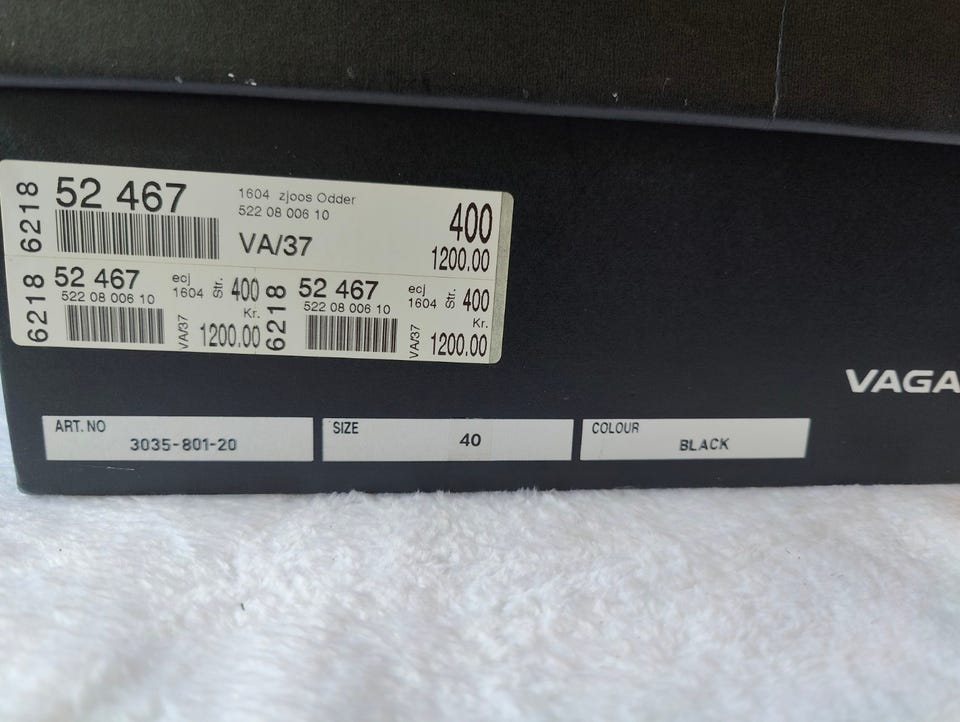 6218
52 467
1604 zjoos Odder
522 08 006 10
VA/37
400
1200.00
6218
52 467
522 08 006 10
ecj
1604
Str.
400
Kr.
VA/37
1200.00
6218
52 467
522 08 006 10
ecj
1604
Str.
400
Kr.
VA/37
1200.00
VAGA
ART. NO
3035-801-20
SIZE
40
COLOUR
BLACK